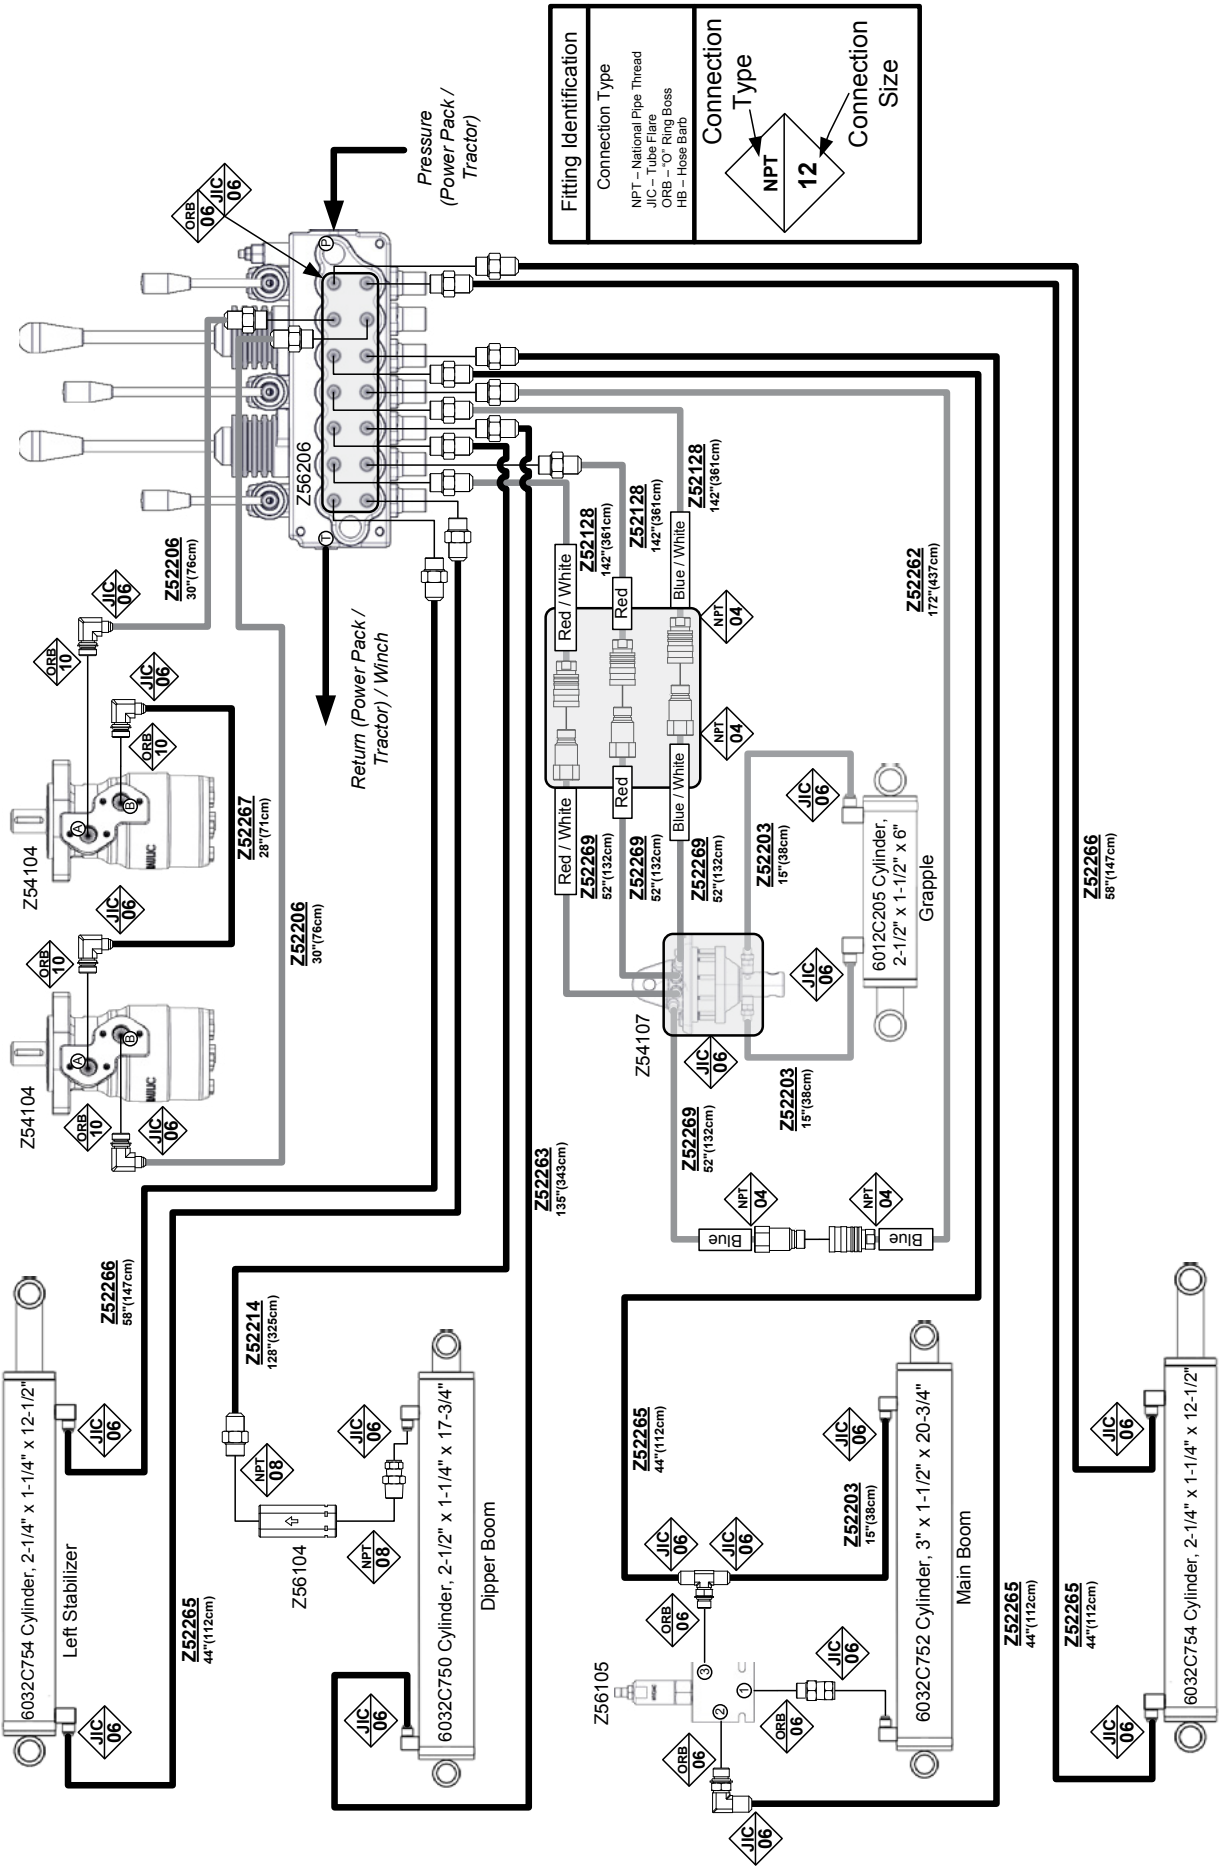 Fitting Identification
Connection Type
NPT – National Pipe Thread
JIC – Tube Flare
ORB – "O" Ring Boss
HB – Hose Barb
Connection
Type
NPT
12
Connection
Size
Pressure
(Power Pack /
Tractor)
ORB
06
JIC
06
P
T
Z56206
Return (Power Pack /
Tractor) / Winch
Z52206
30"(76cm)
JIC
06
ORB
10
JIC
06
ORB
10
Z54104
A
B
Z52267
28"(71cm)
JIC
06
ORB
10
Z54104
A
B
ORB
10
JIC
06
Z52206
30"(76cm)
Z52128
142"(361cm)
Z52128
142"(361cm)
Z52128
142"(361cm)
Red / White
Red
Blue / White
NPT
04
NPT
04
Red / White
Red
Blue / White
Z52269
52"(132cm)
Z52269
52"(132cm)
Z52269
52"(132cm)
Z52262
172"(437cm)
Z52203
15"(38cm)
JIC
06
JIC
06
6012C205 Cylinder,
2-1/2" x 1-1/2" x 6"
Grapple
Z54107
JIC
06
Z52203
15"(38cm)
Z52269
52"(132cm)
Blue
NPT
04
NPT
04
Blue
Z52263
135"(343cm)
Z52266
58"(147cm)
Z52266
58"(147cm)
JIC
06
6032C754 Cylinder, 2-1/4" x 1-1/4" x 12-1/2"
Left Stabilizer
Z52265
44"(112cm)
JIC
06
Z52214
128"(325cm)
NPT
08
Z56104
NPT
08
JIC
06
6032C750 Cylinder, 2-1/2" x 1-1/4" x 17-3/4"
Dipper Boom
JIC
06
Z52265
44"(112cm)
JIC
06
JIC
06
ORB
06
Z52203
15"(38cm)
JIC
06
6032C752 Cylinder, 3" x 1-1/2" x 20-3/4"
Main Boom
Z56105
3
2
1
JIC
06
ORB
06
ORB
06
JIC
06
Z52265
44"(112cm)
Z52265
44"(112cm)
JIC
06
JIC
06
6032C754 Cylinder, 2-1/4" x 1-1/4" x 12-1/2"